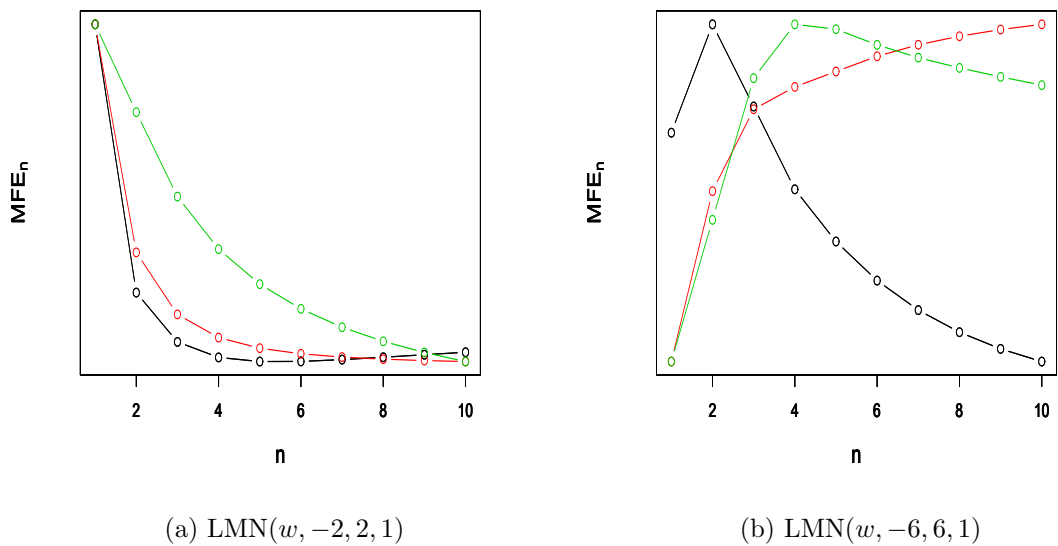 MFEn
2 4 6 8 10
n
(a) LMN(w, −2, 2, 1)
MFEn
2 4 6 8 10
n
(b) LMN(w, −6, 6, 1)